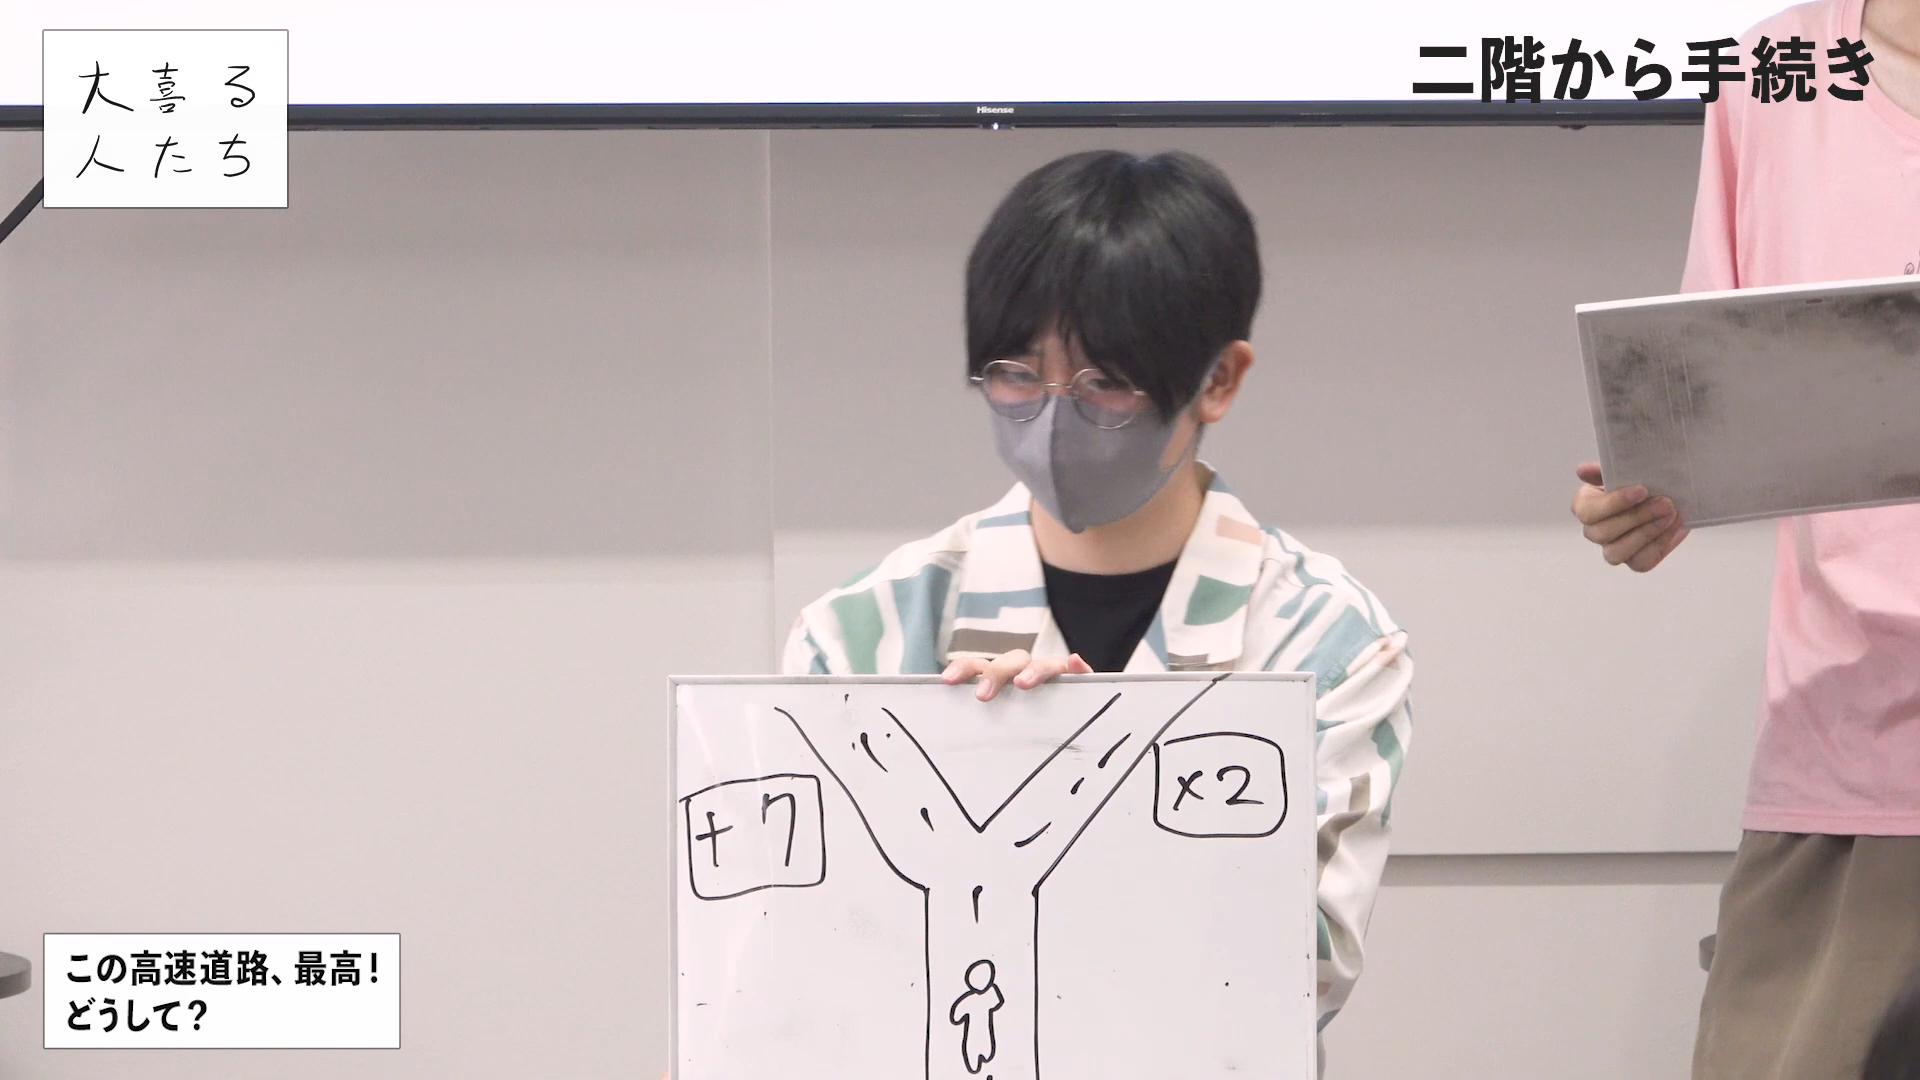 大喜る
人たち
二階から手続き
Hisense
+7
×2
この高速道路、最高!
どうして?